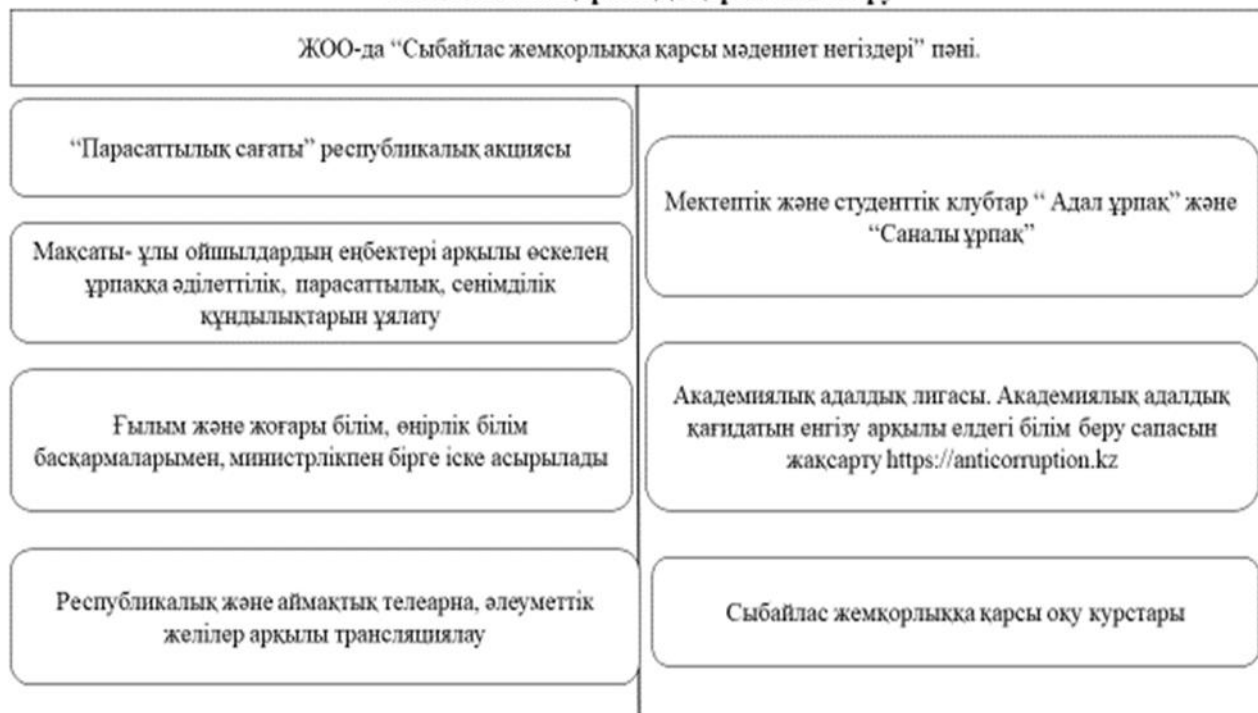 ЖОО-да “Сыбайлас жемқорлыққа қарсы мәдениет негіздері” пәні.
“Парасаттылық сағаты” республикалық акциясы
Мақсаты- ұлы ойшылдардың еңбектері арқылы өскелең
ұрпаққа әділеттілік, парасаттылық, сенімділік
құндылықтарын ұялату
Ғылым және жоғары білім, өңірлік білім
басқармаларымен, министрлікпен бірге іске асырылады
Республикалық және аймақтық телеарна, әлеуметтік
желілер арқылы трансляциялау
Мектептік және студенттік клубтар “ Адал ұрпақ” және
“Саналы ұрпақ”
Академиялық адалдық лигасы. Академиялық адалдық
қағидатын енгізу арқылы елдегі білім беру сапасын
жақсарту https://anticorruption.kz
Сыбайлас жемқорлыққа қарсы оқу курстары